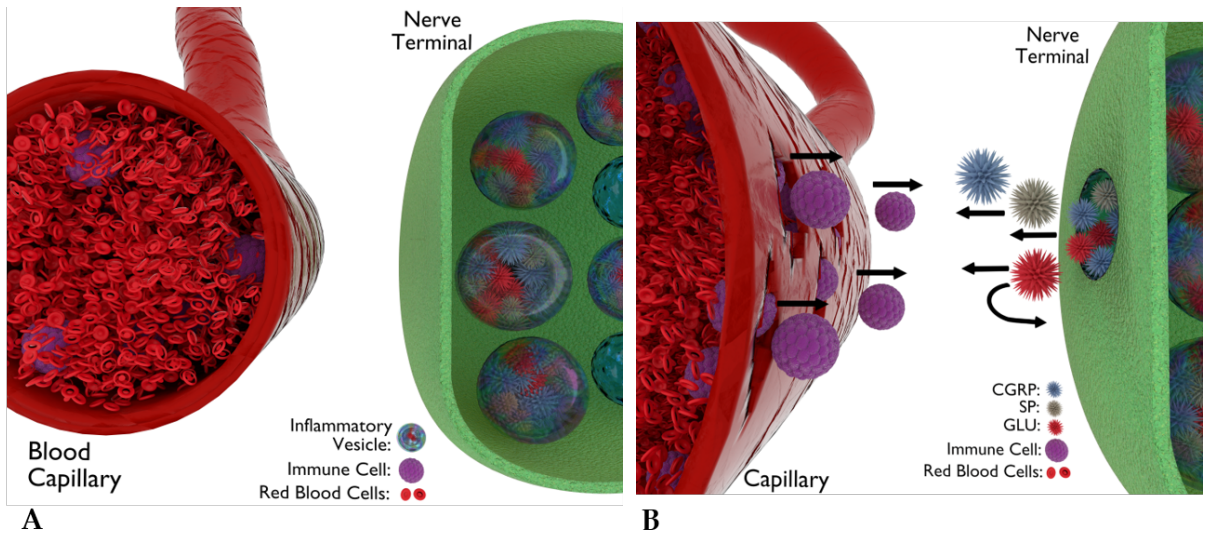 Nerve
Terminal
Blood
Capillary
Inflammatory
Vesicle:
Immune Cell:
Red Blood Cells:
A
Nerve
Terminal
CGRP:
SP:
GLU:
Immune Cell:
Red Blood Cells:
Capillary
B